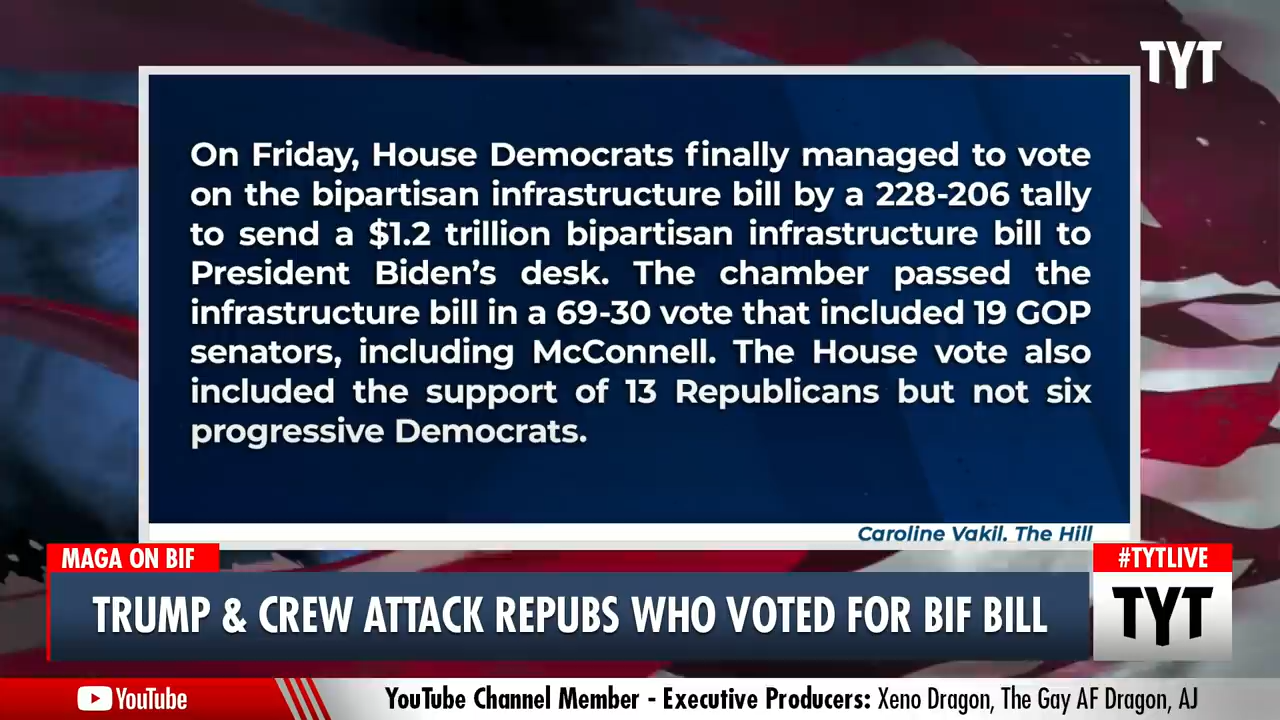 TYT
On Friday, House Democrats finally managed to vote
on the bipartisan infrastructure bill by a 228-206 tally
to send a $1.2 trillion bipartisan infrastructure bill to
President Biden’s desk. The chamber passed the
infrastructure bill in a 69-30 vote that included 19 GOP
senators, including McConnell. The House vote also
included the support of 13 Republicans but not six
progressive Democrats.
Caroline Vakil, The Hill
MAGA ON BIF
#TYTLIVE
TRUMP & CREW ATTACK REPUBS WHO VOTED FOR BIF BILL
TYT
YouTube
YouTube Channel Member - Executive Producers: Xeno Dragon, The Gay AF Dragon, AJ